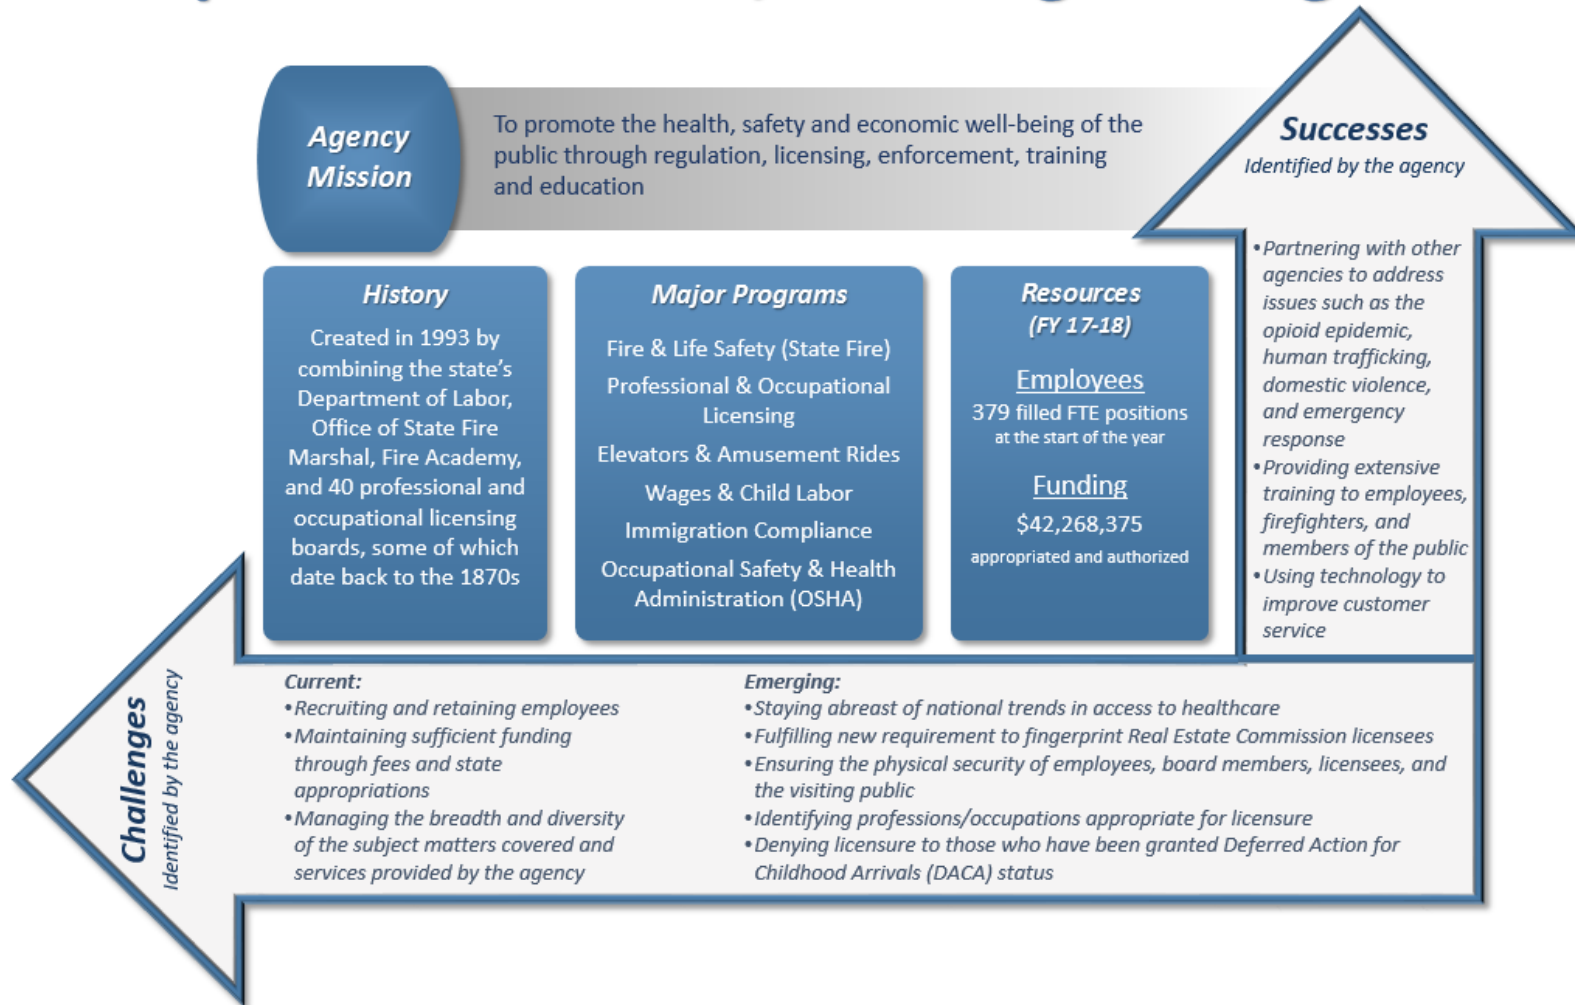 Agency
Mission
To promote the health, safety and economic well-being of the
public through regulation, licensing, enforcement, training
and education
Successes
Identified by the agency
•Partnering with other
agencies to address
issues such as the
opioid epidemic,
human trafficking,
domestic violence,
and emergency
response
•Providing extensive
training to employees,
firefighters, and
members of the public
•Using technology to
improve customer
service
History
Created in 1993 by
combining the state's
Department of Labor,
Office of State Fire
Marshal, Fire Academy,
and 40 professional and
occupational licensing
boards, some of which
date back to the 1870s
Major Programs
Fire & Life Safety (State Fire)
Professional & Occupational
Licensing
Elevators & Amusement Rides
Wages & Child Labor
Immigration Compliance
Occupational Safety & Health
Administration (OSHA)
Resources
(FY 17-18)
Employees
379 filled FTE positions
at the start of the year
Funding
$42,268,375
appropriated and authorized
Challenges
Identified by the agency
Current:
•Recruiting and retaining employees
•Maintaining sufficient funding
through fees and state
appropriations
•Managing the breadth and diversity
of the subject matters covered and
services provided by the agency
Emerging:
•Staying abreast of national trends in access to healthcare
•Fulfilling new requirement to fingerprint Real Estate Commission licensees
•Ensuring the physical security of employees, board members, licensees, and
the visiting public
•Identifying professions/occupations appropriate for licensure
•Denying licensure to those who have been granted Deferred Action for
Childhood Arrivals (DACA) status